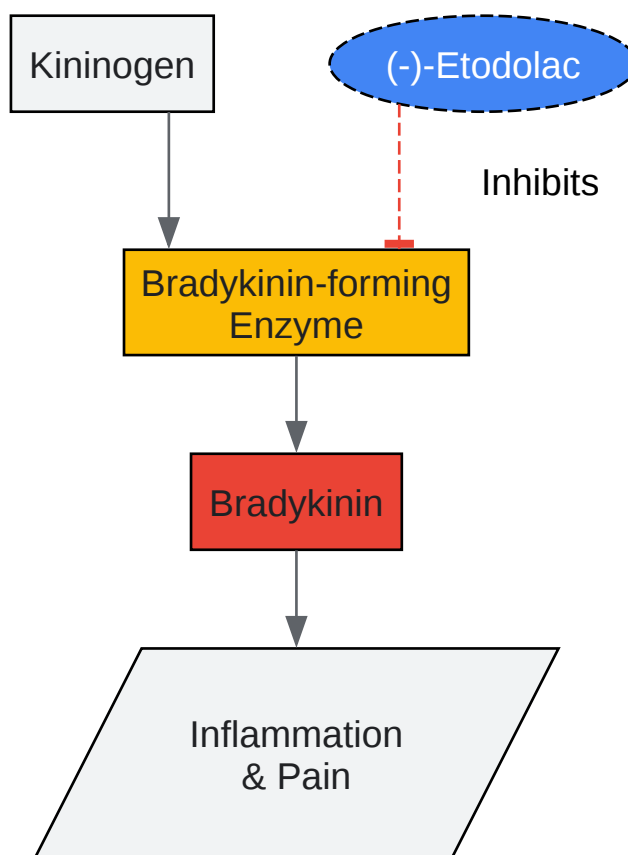 Kininogen
(-)-Etodolac
Inhibits
Bradykinin-forming
Enzyme
Bradykinin
Inflammation
& Pain